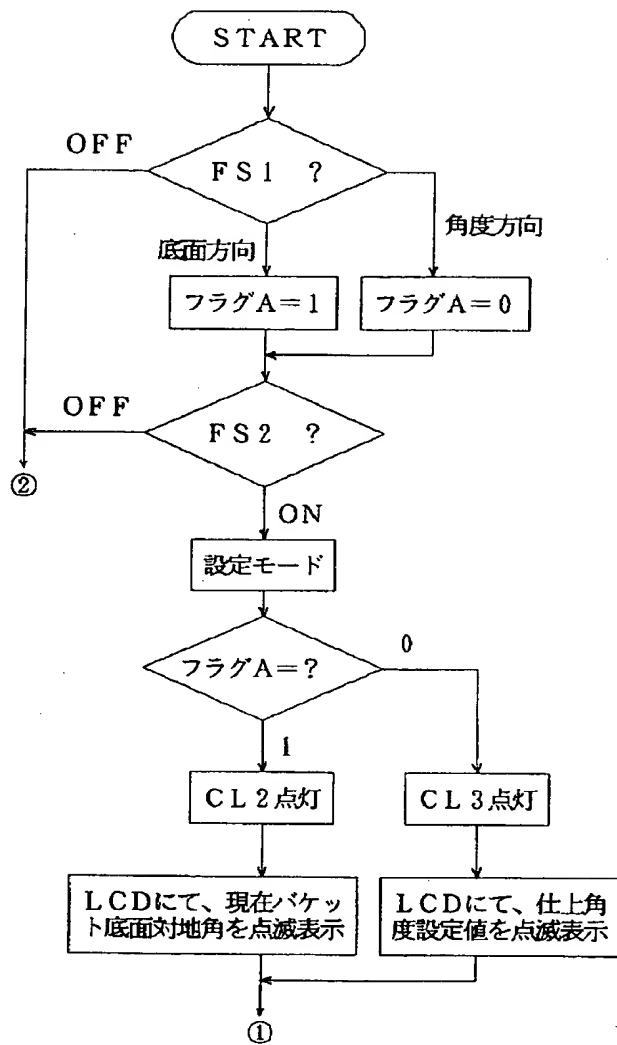 START
OFF
FS1 ?
底面方向
角度方向
フラグA=1
フラグA=0
OFF
FS2 ?
②
ON
設定モード
フラグA=?
0
1
CL2点灯
CL3点灯
LCDにて、現在バケッ
ト底面対地角を点滅表示
LCDにて、仕上角
度設定値を点滅表示
①